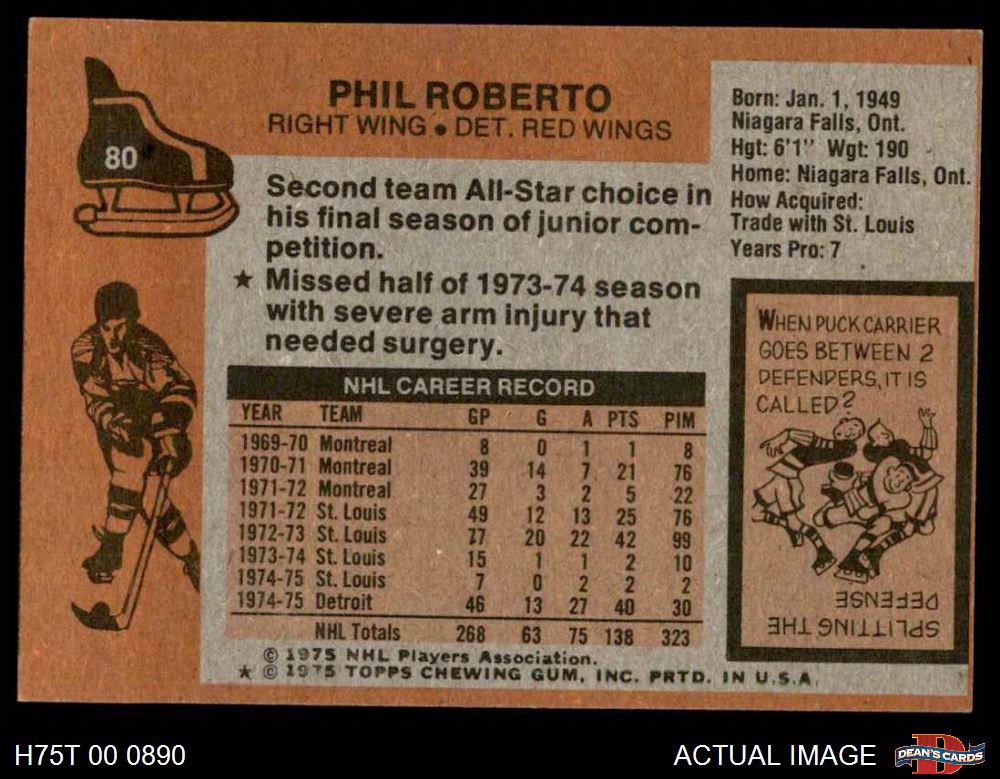 80
PHIL ROBERTO
RIGHT WING • DET. RED WINGS
Second team All-Star choice in
his final season of junior com-
petition.
★ Missed half of 1973-74 season
with severe arm injury that
needed surgery.
Born: Jan. 1, 1949
Niagara Falls, Ont.
Hgt: 6'1" Wgt: 190
Home: Niagara Falls, Ont.
How Acquired:
Trade with St. Louis
Years Pro: 7
NHL CAREER RECORD
YEAR TEAM GP G A PTS PIM
1969-70 Montreal 8 0 1 1 8
1970-71 Montreal 39 14 7 21 76
1971-72 Montreal 27 3 2 5 22
1971-72 St. Louis 49 12 13 25 76
1972-73 St. Louis 77 20 22 42 99
1973-74 St. Louis 15 1 1 2 10
1974-75 St. Louis 7 0 2 2 2
1974-75 Detroit 46 13 27 40 30
NHL Totals 268 63 75 138 323
© 1975 NHL Players Association.
★ © 1975 TOPPS CHEWING GUM, INC. PRTD. IN U.S.A.
WHEN PUCK CARRIER
GOES BETWEEN 2
DEFENDERS, IT IS
CALLED?
SPLITTING THE
DEFENSE
H75T 00 0890
ACTUAL IMAGE
DEAN'S CARDS